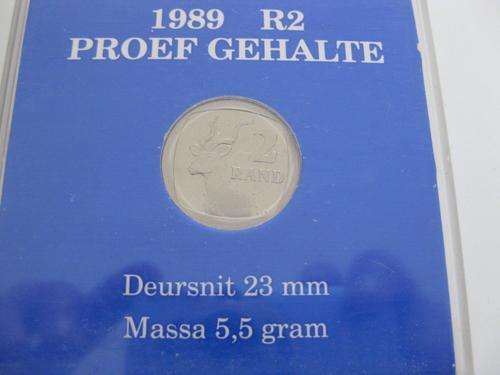 1989 R2
PROEF GEHALTE
2
RAND
Deursnit 23 mm
Massa 5,5 gram